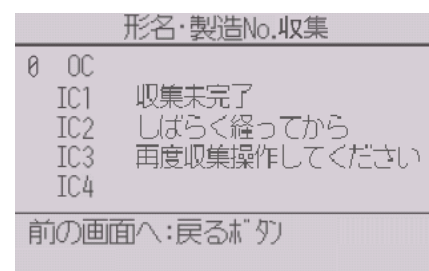 形名･製造No.収集
0 OC
IC1 収集未完了
IC2 しばらく経ってから
IC3 再度収集操作してください
IC4
前の画面へ:戻るﾎﾞﾀﾝ